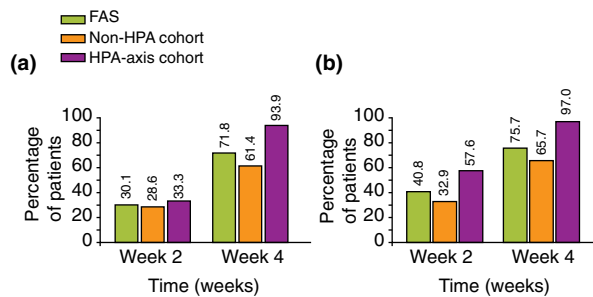 FAS
Non-HPA cohort
HPA-axis cohort
(a)
Percentage
of patients
100
80
60
40
20
0
30.1
28.6
33.3
71.8
61.4
93.9
Week 2
Week 4
Time (weeks)
(b)
Percentage
of patients
100
80
60
40
20
0
40.8
32.9
57.6
75.7
65.7
97.0
Week 2
Week 4
Time (weeks)